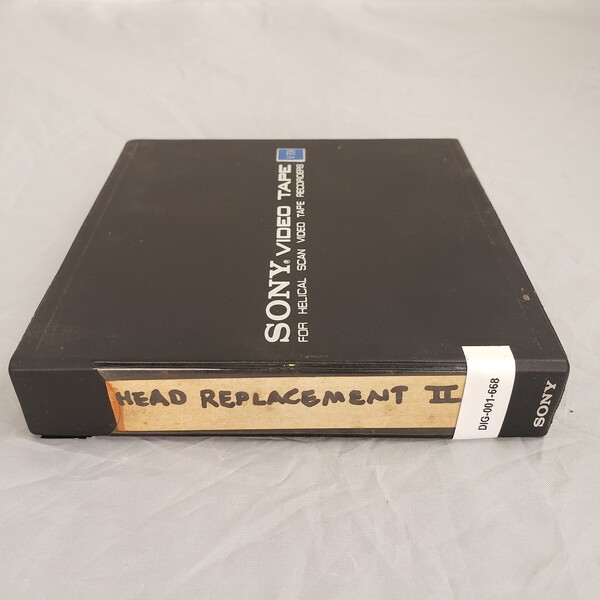 SONY® VIDEO TAPE
FOR HELICAL SCAN VIDEO TAPE RECORDERS
HEAD REPLACEMENT II
DIG-001-668
SONY